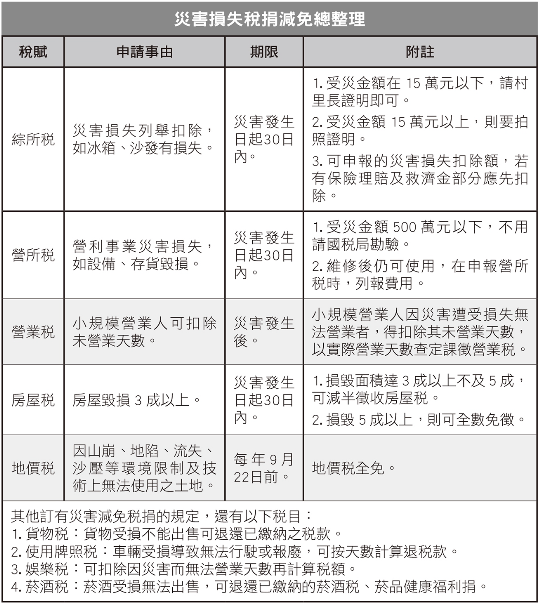 災害損失稅捐減免總整理
稅賦
申請事由
期限
附註
綜所稅
災害損失列舉扣除，
如冰箱、沙發有損失。
災害發生
日起30日
內。
1. 受災金額在 15 萬元以下，請村
里長證明即可。
2. 受災金額 15 萬元以上，則要拍
照證明。
3. 可申報的災害損失扣除額，若
有保險理賠及救濟金部分應先扣
除。
營所稅
營利事業災害損失，
如設備、存貨毀損。
災害發生
日起30日
內。
1. 受災金額 500 萬元以下，不用
請國稅局勘驗。
2. 維修後仍可使用，在申報營所
稅時，列報費用。
營業稅
小規模營業人可扣除
未營業天數。
災害發生
後。
小規模營業人因災害遭受損失無
法營業者，得扣除其未營業天數，
以實際營業天數查定課徵營業稅。
房屋稅
房屋毀損 3 成以上。
災害發生
日起30日
內。
1. 損毀面積達 3 成以上不及 5 成，
可減半徵收房屋稅。
2. 損毀 5 成以上，則可全數免徵。
地價稅
因山崩、地陷、流失、
沙壓等環境限制及技
術上無法使用之土地。
每年9月
22日前。
地價稅全免。
其他訂有災害減免稅捐的規定，還有以下稅目：
1. 貨物稅：貨物受損不能出售可退還已繳納之稅款。
2. 使用牌照稅：車輛受損導致無法行駛或報廢，可按天數計算退稅款。
3. 娛樂稅：可扣除因災害而無法營業天數再計算稅額。
4. 菸酒稅：菸酒受損無法出售，可退還已繳納的菸酒稅、菸品健康福利捐。